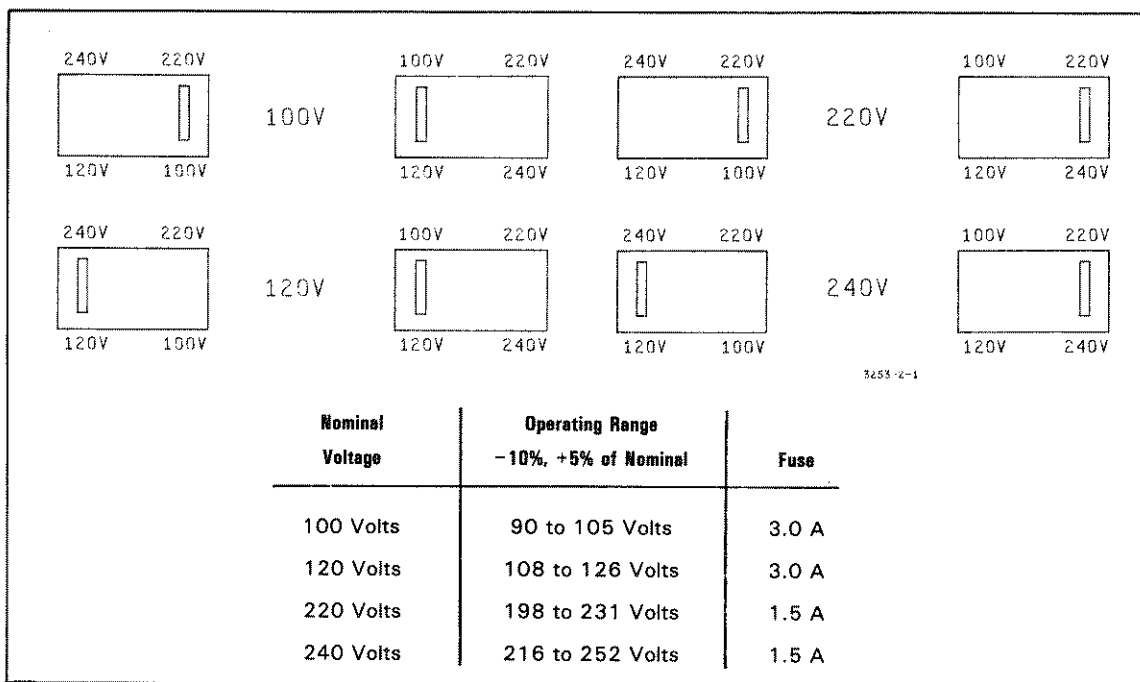 240V 220V 100V 220V 240V 220V 100V 220V
100V 220V
120V 100V 120V 240V 120V 100V 120V 240V
240V 220V 100V 220V 240V 220V 100V 220V
120V 240V
120V 100V 120V 240V 120V 100V 120V 240V
3253-2-1
Nominal Voltage Operating Range -10%, +5% of Nominal Fuse
100 Volts 90 to 105 Volts 3.0 A
120 Volts 108 to 126 Volts 3.0 A
220 Volts 198 to 231 Volts 1.5 A
240 Volts 216 to 252 Volts 1.5 A